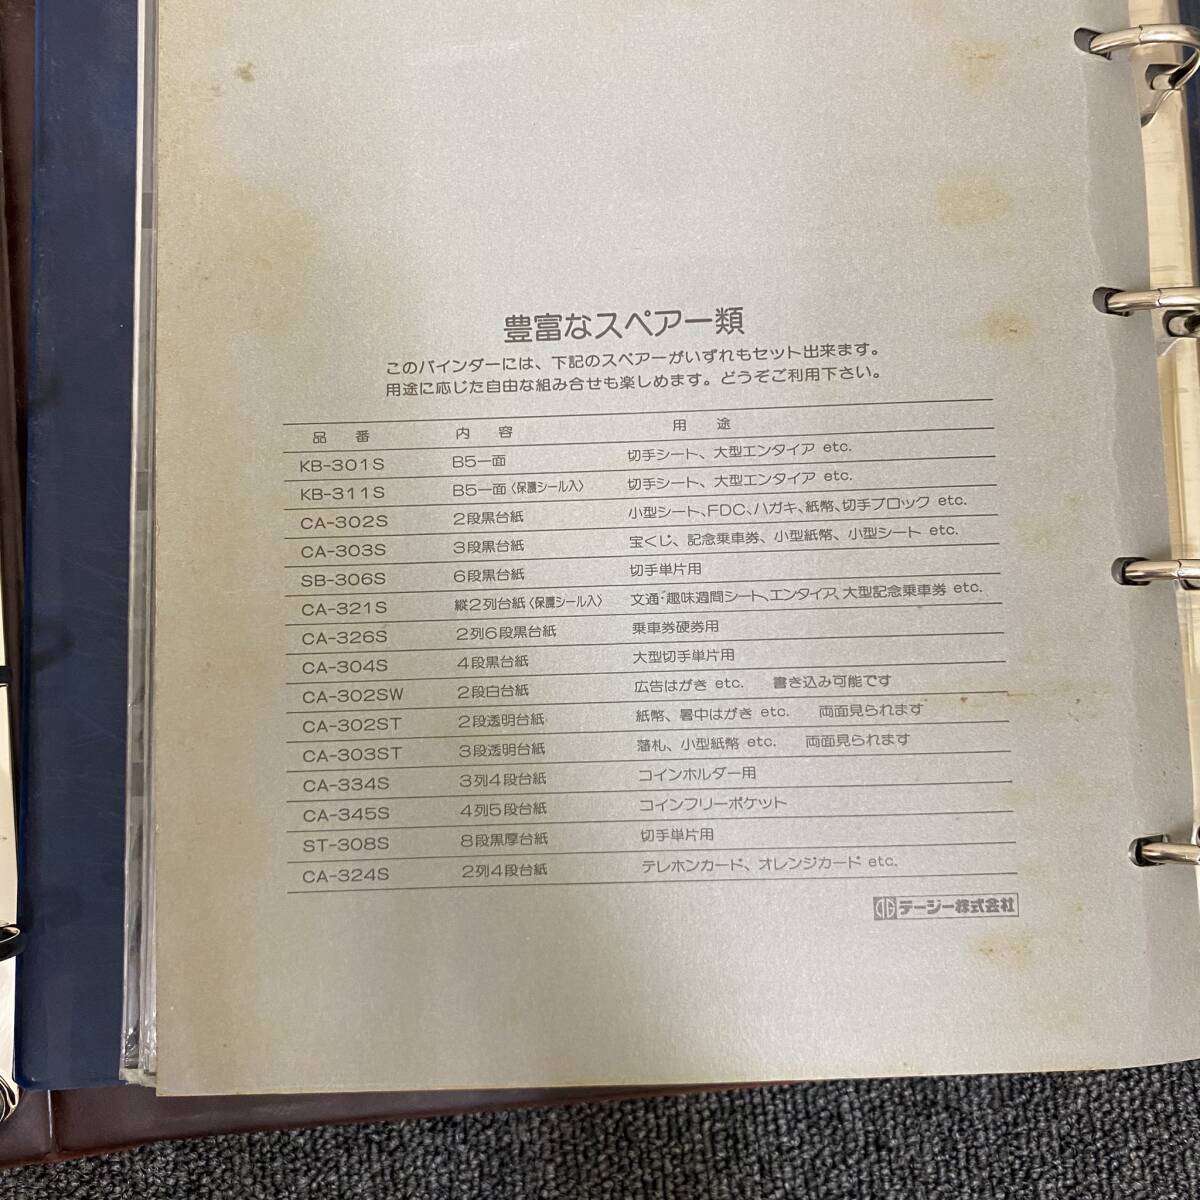 豊富なスペアー類
このバインダーには、下記のスペアーがいずれもセット出来ます。
用途に応じた自由な組み合せも楽しめます。どうぞご利用下さい。
品番 内容 用途
KB-301S B5一面 切手シート、大型エンタイア etc.
KB-311S B5一面〈保護シール入〉 切手シート、大型エンタイア etc.
CA-302S 2段黒台紙 小型シート、FDC、ハガキ、紙幣、切手ブロック etc.
CA-303S 3段黒台紙 宝くじ、記念乗車券、小型紙幣、小型シート etc.
SB-306S 6段黒台紙 切手単片用
CA-321S 縦2列台紙〈保護シール入〉 文通・趣味週間シート、エンタイア、大型記念乗車券 etc.
CA-326S 2列6段黒台紙 乗車券硬券用
CA-304S 4段黒台紙 大型切手単片用
CA-302SW 2段白台紙 広告はがき etc. 書き込み可能です
CA-302ST 2段透明台紙 紙幣、暑中はがき etc. 両面見られます
CA-303ST 3段透明台紙 藩札、小型紙幣 etc. 両面見られます
CA-334S 3列4段台紙 コインホルダー用
CA-345S 4列5段台紙 コインフリーポケット
ST-308S 8段黒厚台紙 切手単片用
CA-324S 2列4段台紙 テレホンカード、オレンジカード etc.
テージー株式会社